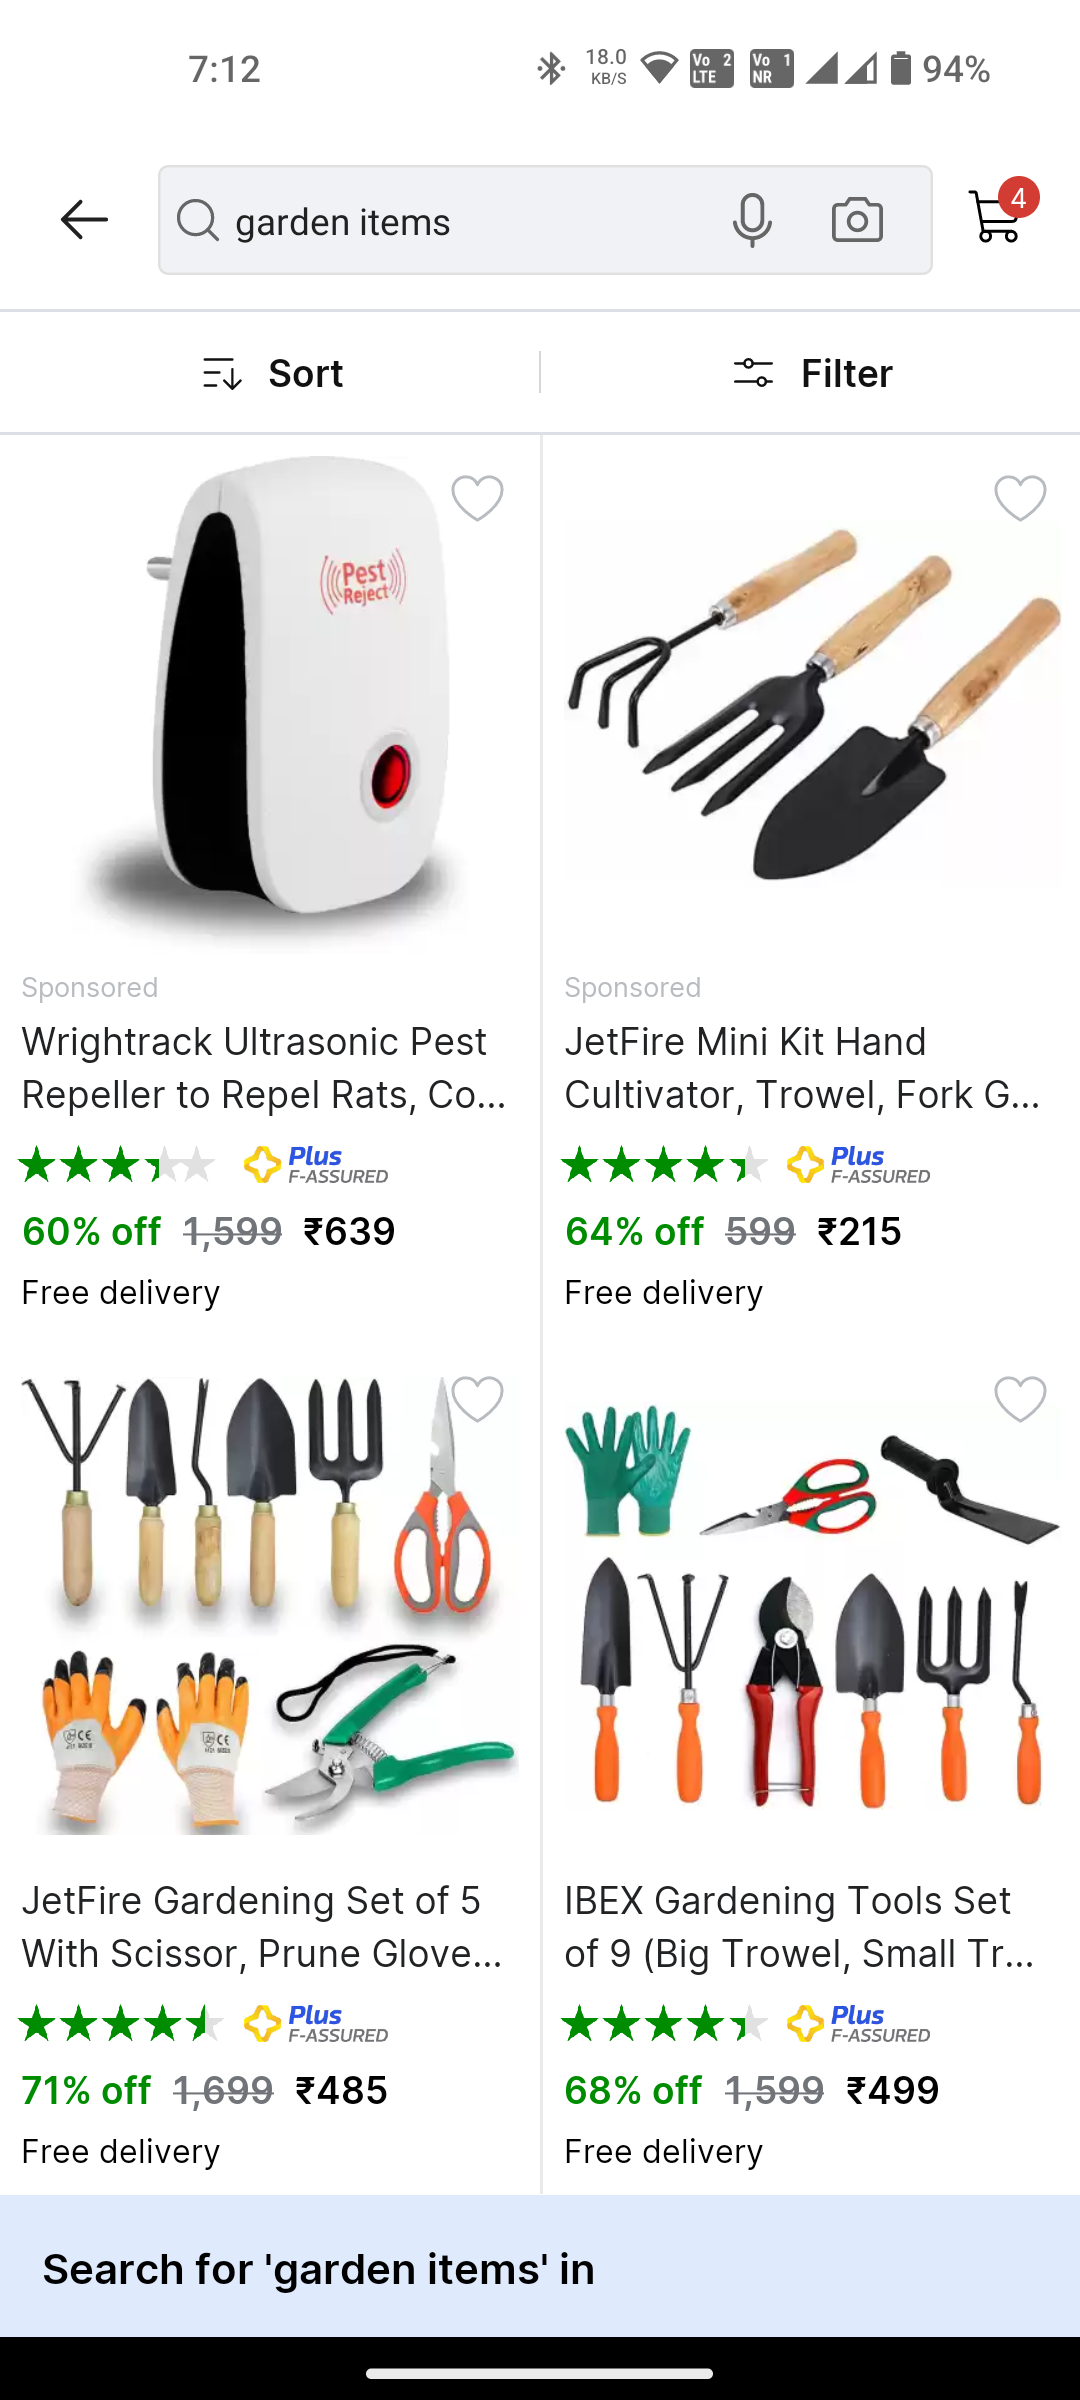 7:12
18.0
KB/S
Vo 2
LTE
Vo 1
NR
94%
garden items
4
Sort
Filter
Pest
Reject
Sponsored
Wrightrack Ultrasonic Pest
Repeller to Repel Rats, Co...
Plus
F-ASSURED
60% off 1,599 ₹639
Free delivery
Sponsored
JetFire Mini Kit Hand
Cultivator, Trowel, Fork G...
Plus
F-ASSURED
64% off 599 ₹215
Free delivery
CE
CE
JetFire Gardening Set of 5
With Scissor, Prune Glove...
Plus
F-ASSURED
71% off 1,699 ₹485
Free delivery
IBEX Gardening Tools Set
of 9 (Big Trowel, Small Tr...
Plus
F-ASSURED
68% off 1,599 ₹499
Free delivery
Search for 'garden items' in